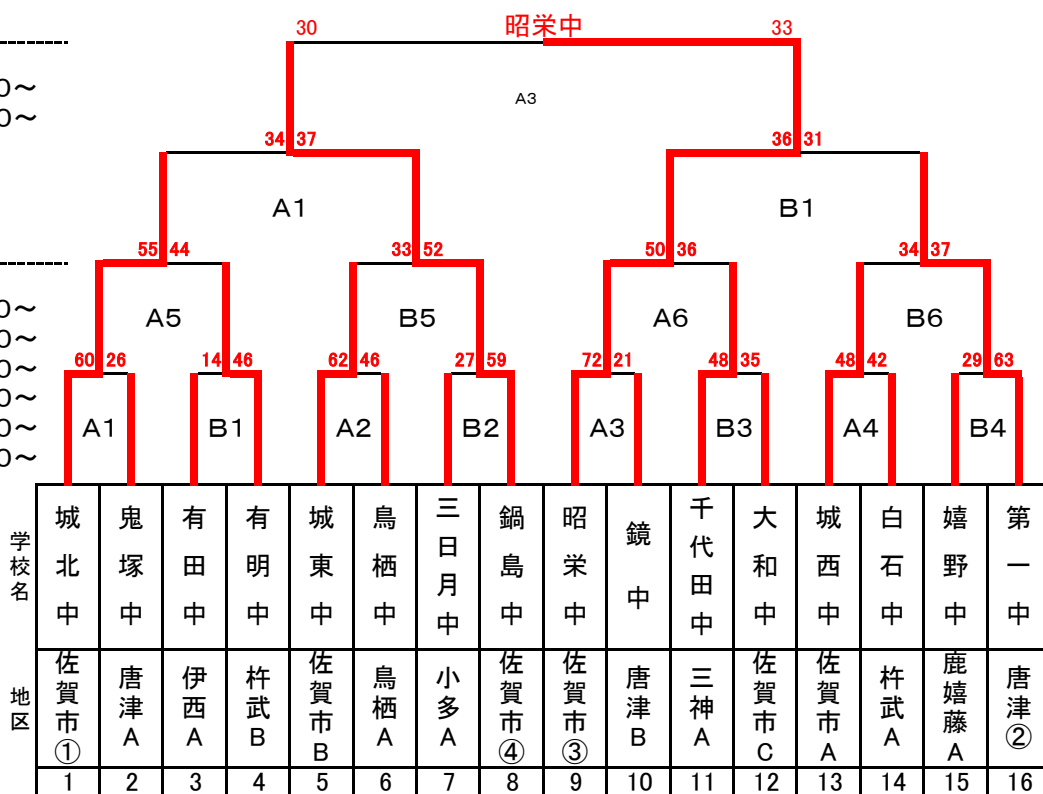 30 昭栄中 33
0～
A3
0～
34 37 36 31
A1 B1
55 44 33 52 50 36 34 37
0～
A5 B5 A6 B6
0～
0～
60 26 14 46 62 46 27 59 72 21 48 35 48 42 29 63
0～
0～
A1 B1 A2 B2 A3 B3 A4 B4
0～
学校名 城北中 鬼塚中 有田中 有明中 城東中 鳥栖中 三日月中 鍋島中 昭栄中 鏡中 千代田中 大和中 城西中 白石中 嬉野中 第一中
地区 佐賀市① 唐津A 伊西A 杵武B 佐賀市B 鳥栖A 小多A 佐賀市④ 佐賀市③ 唐津B 三神A 佐賀市C 佐賀市A 杵武A 鹿嬉藤A 唐津②
1 2 3 4 5 6 7 8 9 10 11 12 13 14 15 16